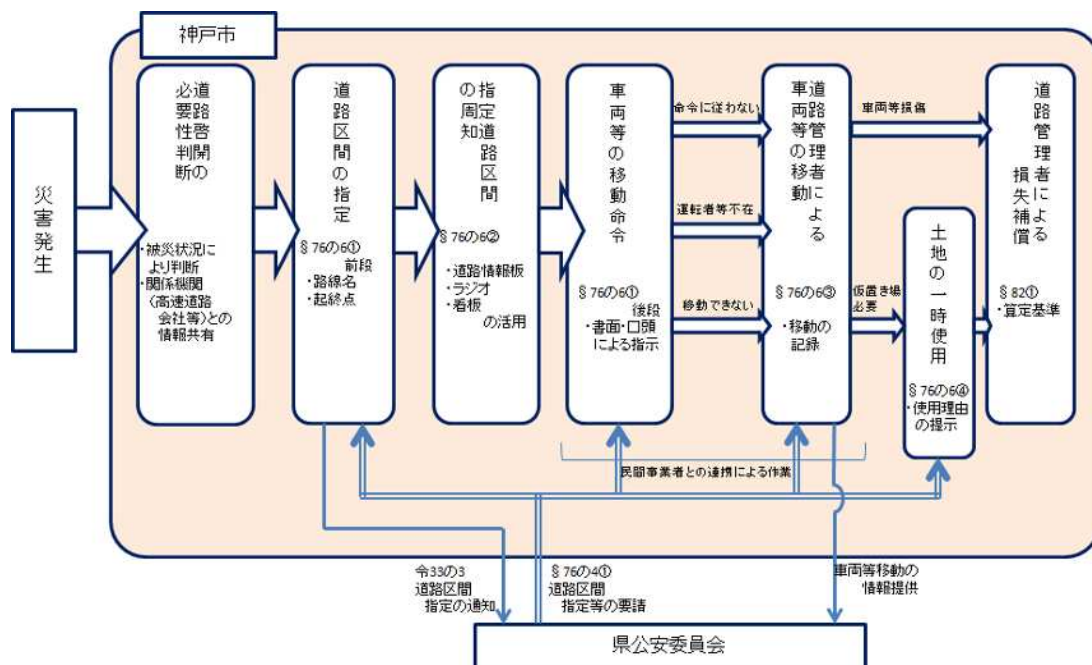 神戸市
災害発生
道路啓開の
必要性判断の
・被災状況に
より判断
・関係機関
(高速道路
会社等)との
情報共有
道路区間の指定
§76の6①
前段
・路線名
・起終点
指定道路区間
の周知
§76の6②
・道路情報板
・ラジオ
・看板
の活用
車両等の移動命令
§76の6①
後段
・書面・口頭
による指示
命令に従わない
運転者等不在
移動できない
道路管理者による
車両等の移動
§76の6③
・移動の
記録
車両等損傷
仮置き場
必要
土地の一時使用
§76の6④
・使用理由
の提示
道路管理者による
損失補償
§82①
・算定基準
民間事業者との連携による作業
令33の3
道路区間
指定の通知
§76の4①
道路区間
指定等の要請
車両等移動の
情報提供
県公安委員会